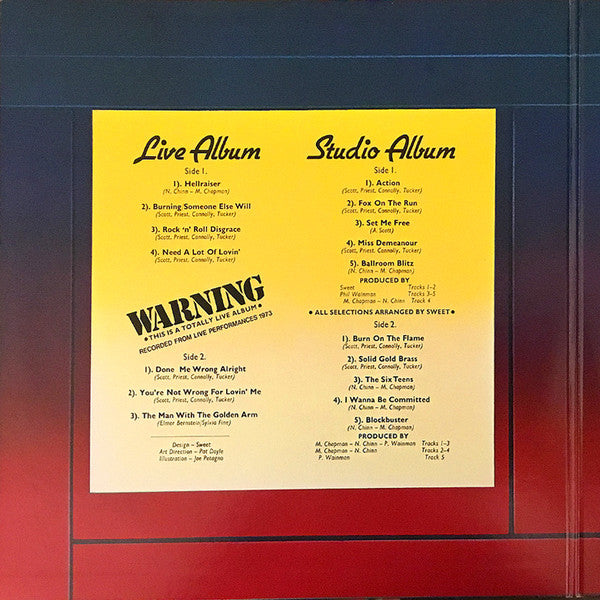 Live Album
Side 1.
1). Hellraiser
(N. Chinn – M. Chapman)
2). Burning Someone Else Will
(Scott, Priest, Connolly, Tucker)
3). Rock 'n' Roll Disgrace
(Scott, Priest, Connolly, Tucker)
4). Need A Lot Of Lovin'
(Scott, Priest, Connolly, Tucker)
WARNING
•THIS IS A TOTALLY LIVE ALBUM•
RECORDED FROM LIVE PERFORMANCES 1973
Side 2.
1). Done Me Wrong Alright
(Scott, Priest, Connolly, Tucker)
2). You're Not Wrong For Lovin' Me
(Scott, Priest, Connolly, Tucker)
3). The Man With The Golden Arm
(Elmer Bernstein/Sylvia Fine)
Design – Sweet
Art Direction – Pat Doyle
Illustration – Joe Petagno
Studio Album
Side 1.
1). Action
(Scott, Priest, Connolly, Tucker)
2). Fox On The Run
(Scott, Priest, Connolly, Tucker)
3). Set Me Free
(A. Scott)
4). Miss Demeanour
(Scott, Priest, Connolly, Tucker)
5). Ballroom Blitz
(N. Chinn – M. Chapman)
PRODUCED BY
Sweet Tracks 1–2
Phil Wainman Tracks 3–5
M. Chapman – N. Chinn Track 4
• ALL SELECTIONS ARRANGED BY SWEET •
Side 2.
1). Burn On The Flame
(Scott, Priest, Connolly, Tucker)
2). Solid Gold Brass
(Scott, Priest, Connolly, Tucker)
3). The Six Teens
(N. Chinn – M. Chapman)
4). I Wanna Be Committed
(N. Chinn – M. Chapman)
5). Blockbuster
(N. Chinn – M. Chapman)
PRODUCED BY
M. Chapman – N. Chinn – P. Wainman Tracks 1–3
M. Chapman – N. Chinn Tracks 2–4
P. Wainman Track 5